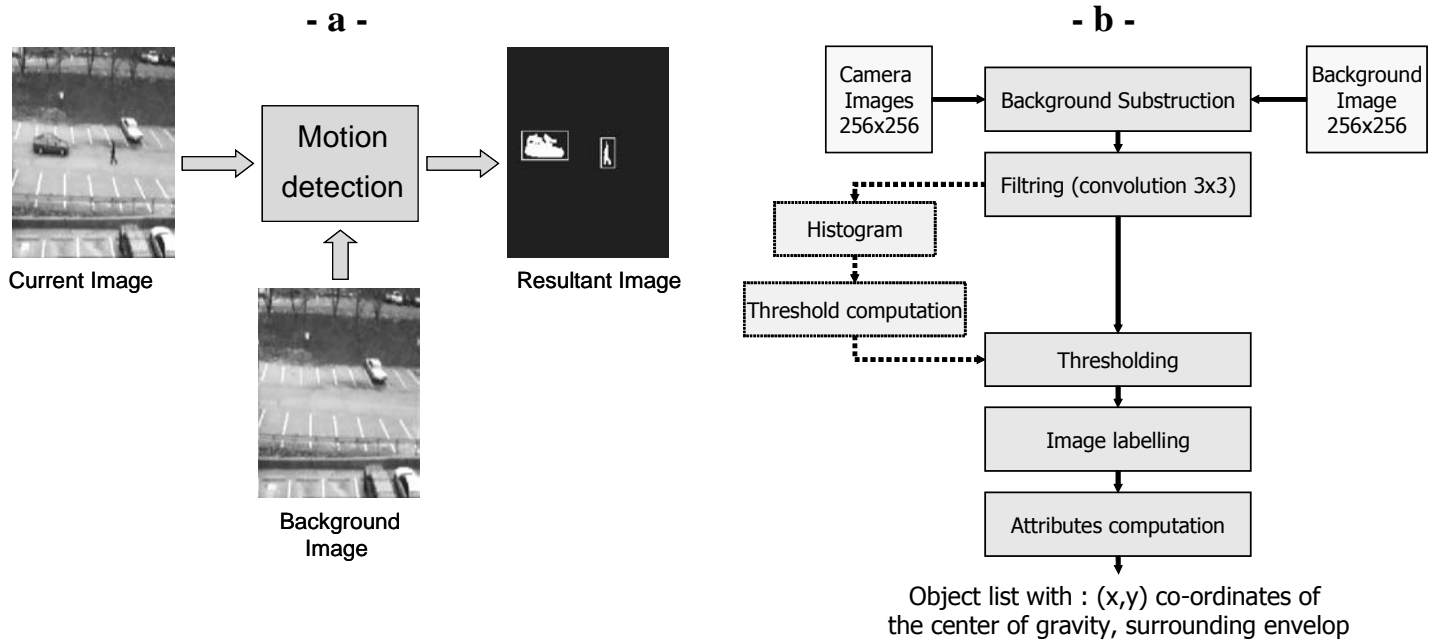 - a -
Current Image
Motion
detection
Resultant Image
Background
Image
- b -
Camera
Images
256x256
Background Substruction
Background
Image
256x256
Filtring (convolution 3x3)
Histogram
Threshold computation
Thresholding
Image labelling
Attributes computation
Object list with : (x,y) co-ordinates of
the center of gravity, surrounding envelop